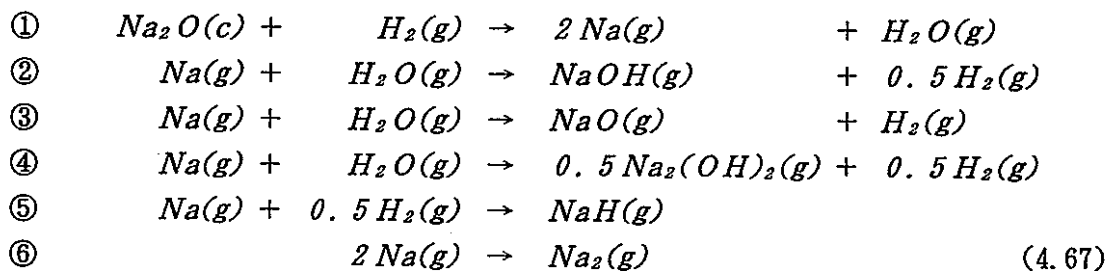 ① Na₂O(c) + H₂(g) → 2Na(g) + H₂O(g)
② Na(g) + H₂O(g) → NaOH(g) + 0.5H₂(g)
③ Na(g) + H₂O(g) → NaO(g) + H₂(g)
④ Na(g) + H₂O(g) → 0.5Na₂(OH)₂(g) + 0.5H₂(g)
⑤ Na(g) + 0.5H₂(g) → NaH(g)
⑥ 2Na(g) → Na₂(g) (4.67)